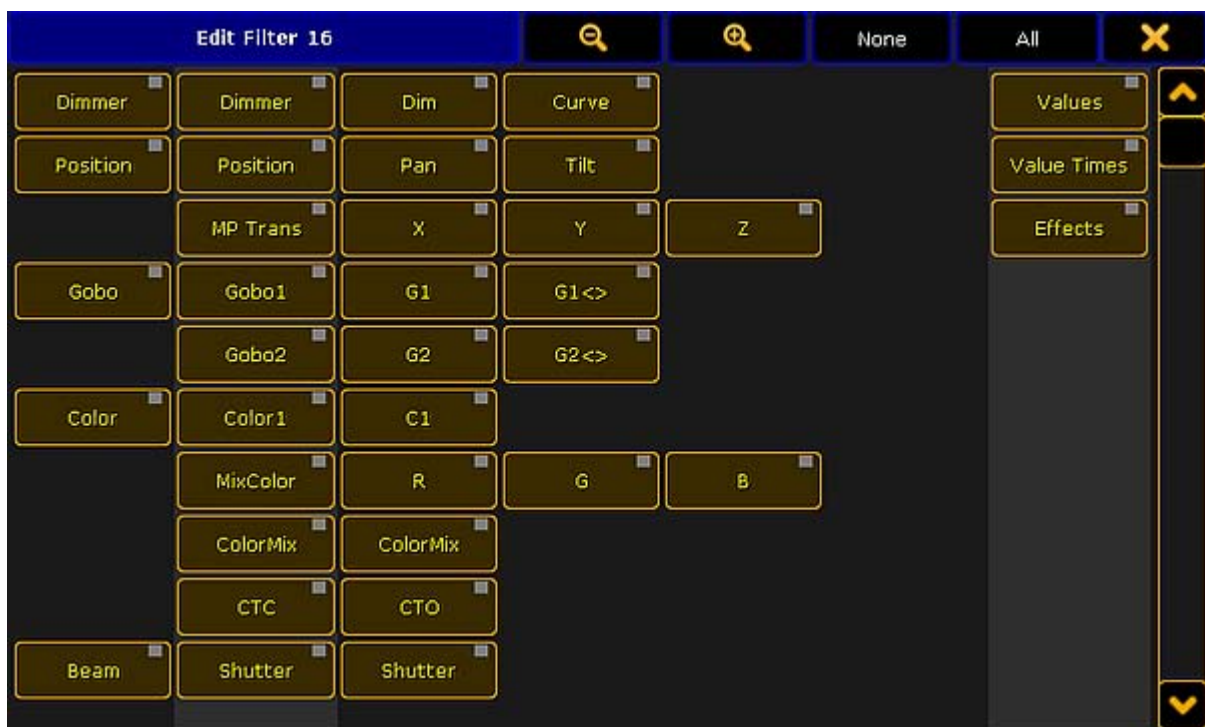 Edit Filter 16 None All
Dimmer Dimmer Dim Curve Values
Position Position Pan Tilt Value Times
MP Trans X Y Z Effects
Gobo Gobo1 G1 G1<>
Gobo2 G2 G2<>
Color Color1 C1
MixColor R G B
ColorMix ColorMix
CTC CTO
Beam Shutter Shutter